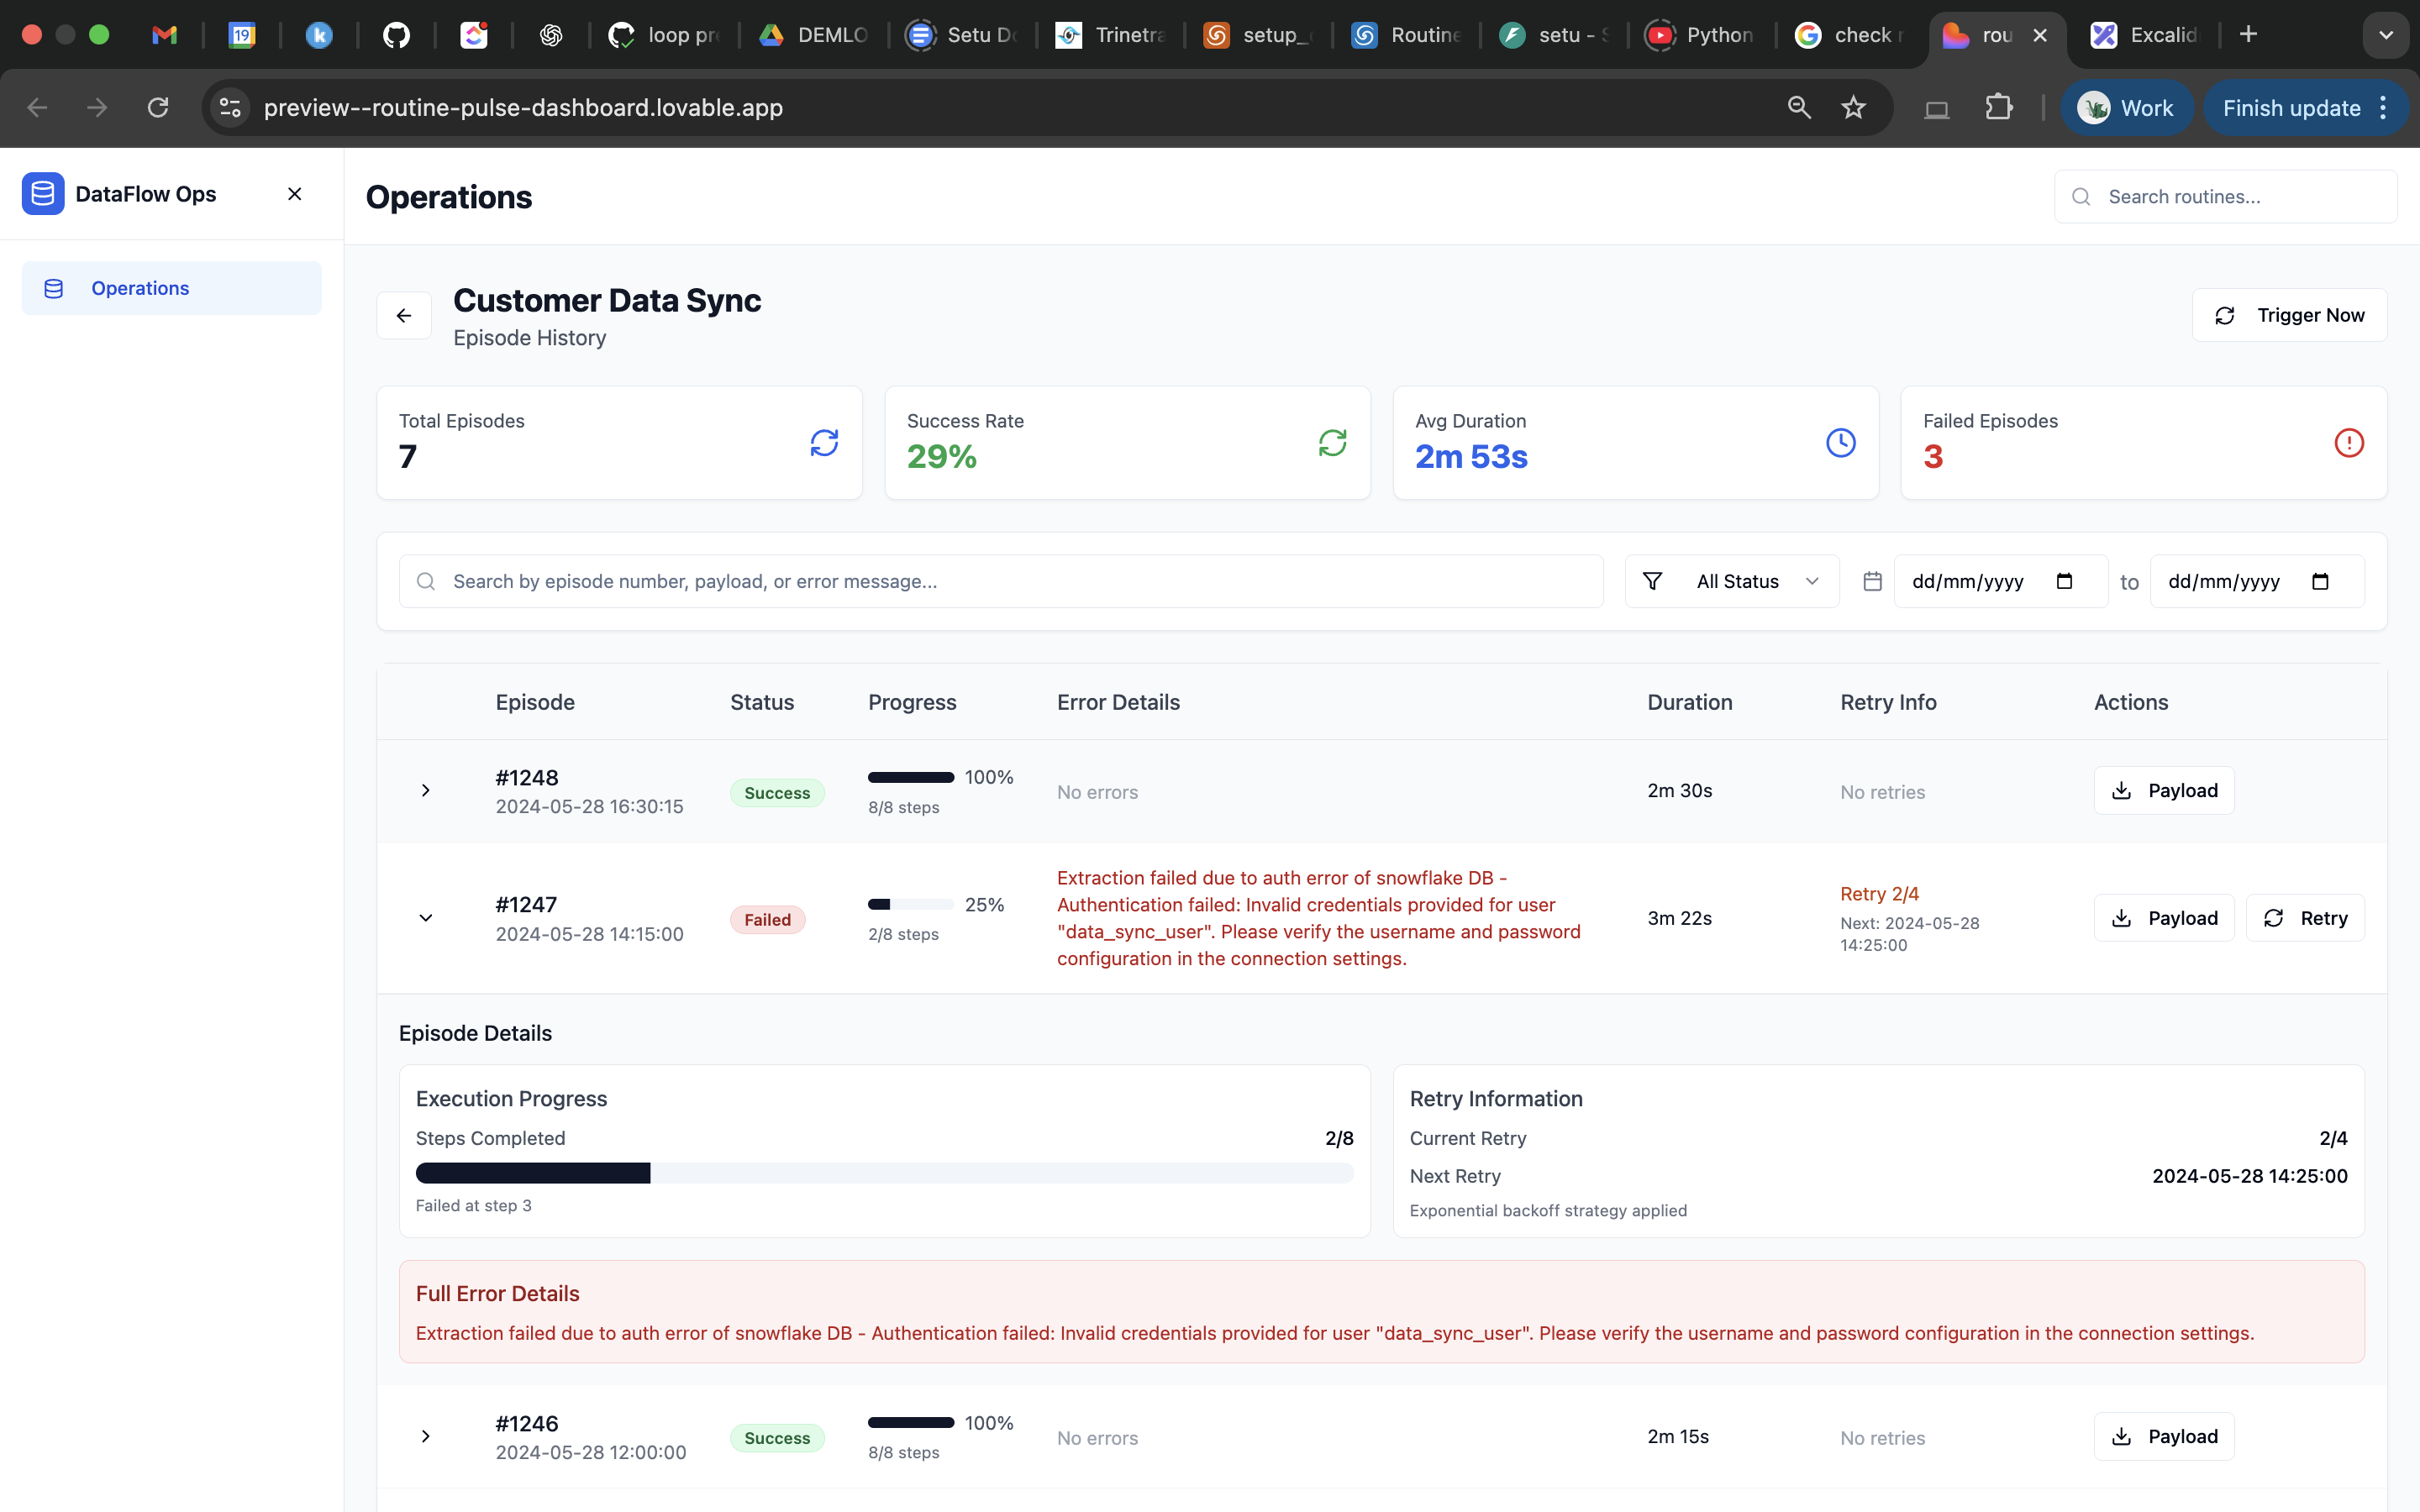 19
k
loop pr
DEMLO
Setu D
Trinetra
setup_
Routine
setu - S
Python
check r
rou
Excalid
preview--routine-pulse-dashboard.lovable.app
Work
Finish update
DataFlow Ops
Operations
Search routines...
Operations
Customer Data Sync
Episode History
Trigger Now
Total Episodes
7
Success Rate
29%
Avg Duration
2m 53s
Failed Episodes
3
Search by episode number, payload, or error message...
All Status
dd/mm/yyyy
to
dd/mm/yyyy
Episode
Status
Progress
Error Details
Duration
Retry Info
Actions
#1248
2024-05-28 16:30:15
Success
100%
8/8 steps
No errors
2m 30s
No retries
Payload
#1247
2024-05-28 14:15:00
Failed
25%
2/8 steps
Extraction failed due to auth error of snowflake DB -
Authentication failed: Invalid credentials provided for user
"data_sync_user". Please verify the username and password
configuration in the connection settings.
3m 22s
Retry 2/4
Next: 2024-05-28
14:25:00
Payload
Retry
Episode Details
Execution Progress
Steps Completed
2/8
Failed at step 3
Retry Information
Current Retry
2/4
Next Retry
2024-05-28 14:25:00
Exponential backoff strategy applied
Full Error Details
Extraction failed due to auth error of snowflake DB - Authentication failed: Invalid credentials provided for user "data_sync_user". Please verify the username and password configuration in the connection settings.
#1246
2024-05-28 12:00:00
Success
100%
8/8 steps
No errors
2m 15s
No retries
Payload